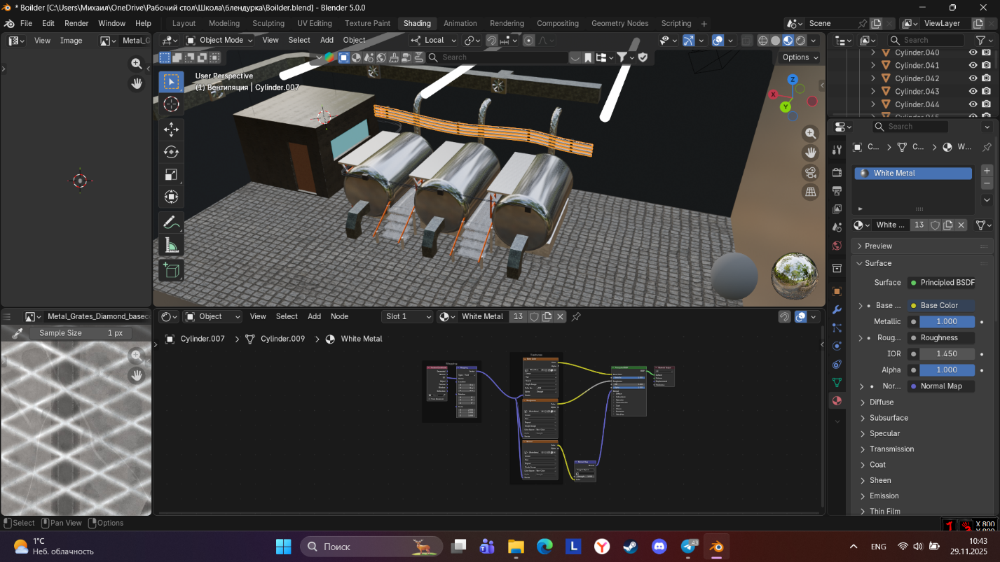 * Boilder [C:\Users\Михаил\OneDrive\Рабочий стол\Школа\блендурка\Boilder.blend] - Blender 5.0.0
File Edit Render Window Help
Layout Modeling Sculpting UV Editing Texture Paint Shading Animation Rendering Compositing Geometry Nodes Scripting
Scene
ViewLayer
View Image
Metal_G
Object Mode
View Select Add Object
Local
Search
Options
User Perspective
(1) Вентиляция | Cylinder.007
Z
X
Y
Search
Cylinder.040
Cylinder.041
Cylinder.042
Cylinder.043
Cylinder.044
Search
C...
C...
W...
White Metal
White ...
13
Preview
Surface
Surface
Principled BSDF
Base ...
Base Color
Metallic
1.000
Roug...
Roughness
IOR
1.450
Alpha
1.000
Nor...
Normal Map
Diffuse
Subsurface
Specular
Transmission
Coat
Sheen
Emission
Thin Film
Metal_Grates_Diamond_basec
Sample Size 1 px
Object
View Select Add Node
Slot 1
White Metal 13
Cylinder.007 > Cylinder.009 > White Metal
Mapping
Textures
Select Pan View Options
X 800
1°C
Неб. облачность
Поиск
43
ENG
10:43
29.11.2025